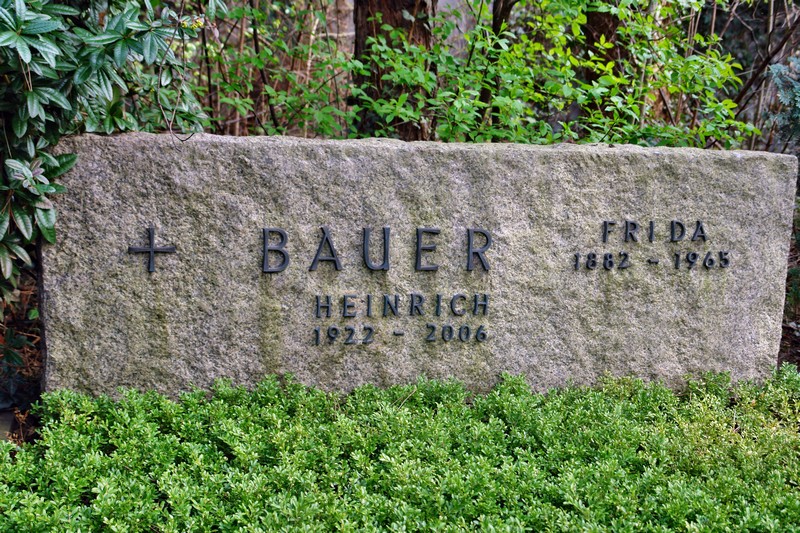 BAUER
HEINRICH
1922 - 2006
FRIDA
1882 - 1965